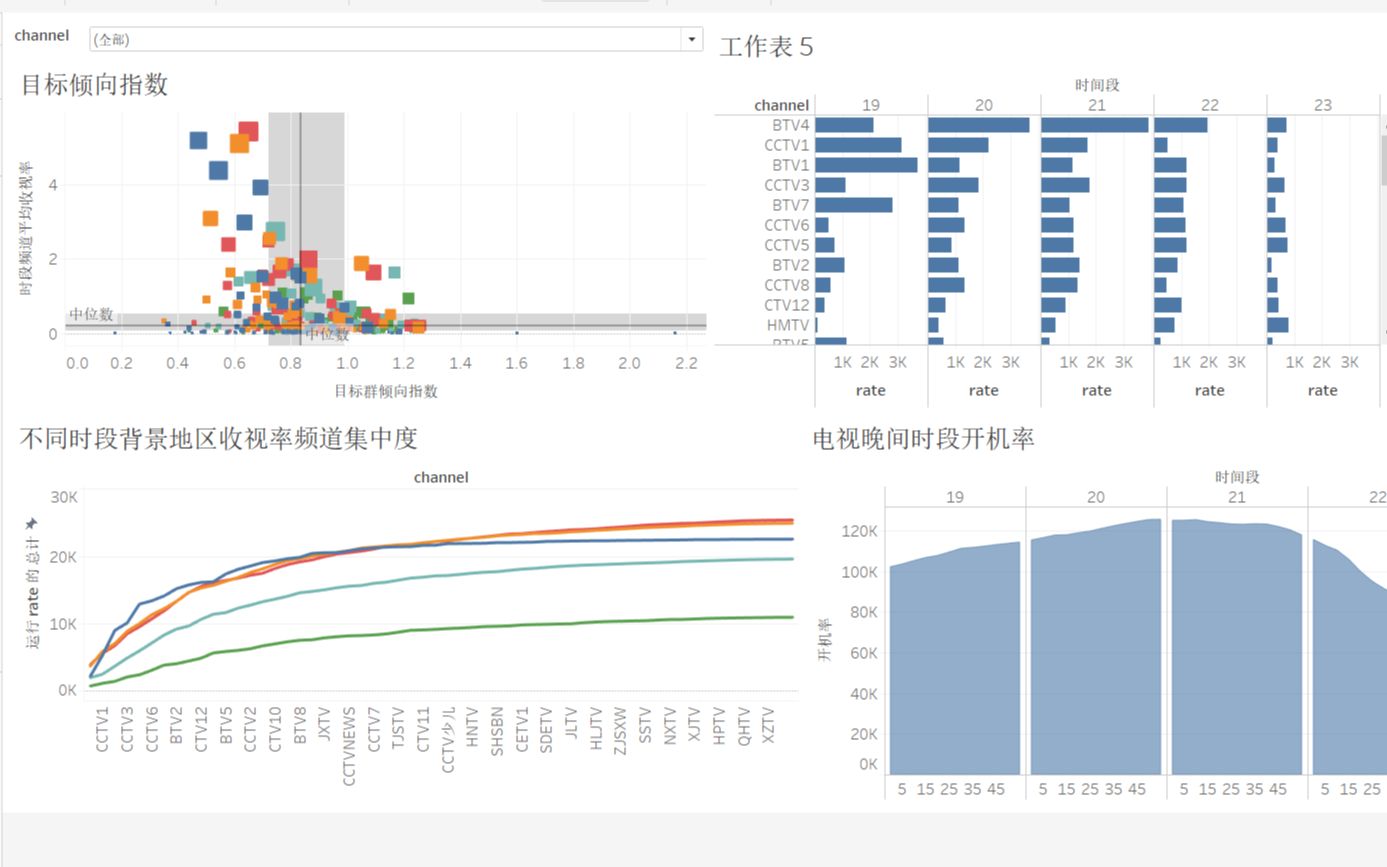 channel (全部)
目标倾向指数
时段频道平均收视率
4
2
0
中位数
中位数
0.0 0.2 0.4 0.6 0.8 1.0 1.2 1.4 1.6 1.8 2.0 2.2
目标群倾向指数
工作表 5
时间段
channel 19 20 21 22 23
BTV4
CCTV1
BTV1
CCTV3
BTV7
CCTV6
CCTV5
BTV2
CCTV8
CTV12
HMTV
BTV5
1K 2K 3K 1K 2K 3K 1K 2K 3K 1K 2K 3K 1K 2K 3K
rate rate rate rate rate
不同时段背景地区收视率频道集中度
channel
运行 rate 的 总计
30K
20K
10K
0K
CCTV1 CCTV3 CCTV6 BTV2 CTV12 BTV5 CCTV2 CTV10 BTV8 JXTV CCTVNEWS CCTV7 TJSTV CTV11 CCTV少儿 HNTV SHSBN CETV1 SDETV JLTV HLJTV ZJSXW SSTV NXTV XJTV HPTV QHTV XZTV
电视晚间时段开机率
时间段
19 20 21 22
开机率
120K
100K
80K
60K
40K
20K
0K
5 15 25 35 45 5 15 25 35 45 5 15 25 35 45 5 15 25